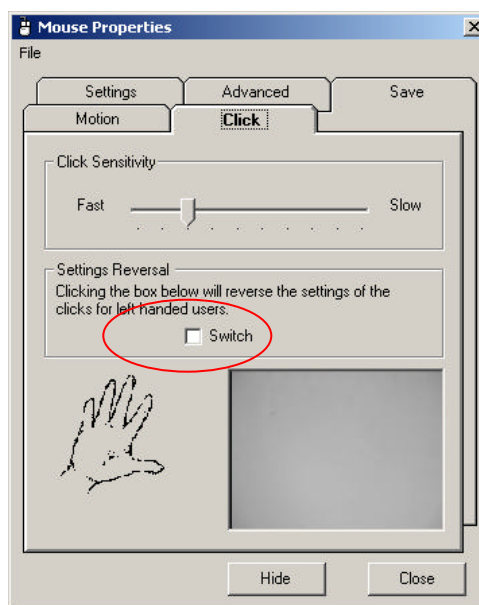 Mouse Properties
File
Settings Advanced Save
Motion Click
Click Sensitivity
Fast Slow
Settings Reversal
Clicking the box below will reverse the settings of the
clicks for left handed users.
Switch
Hide Close